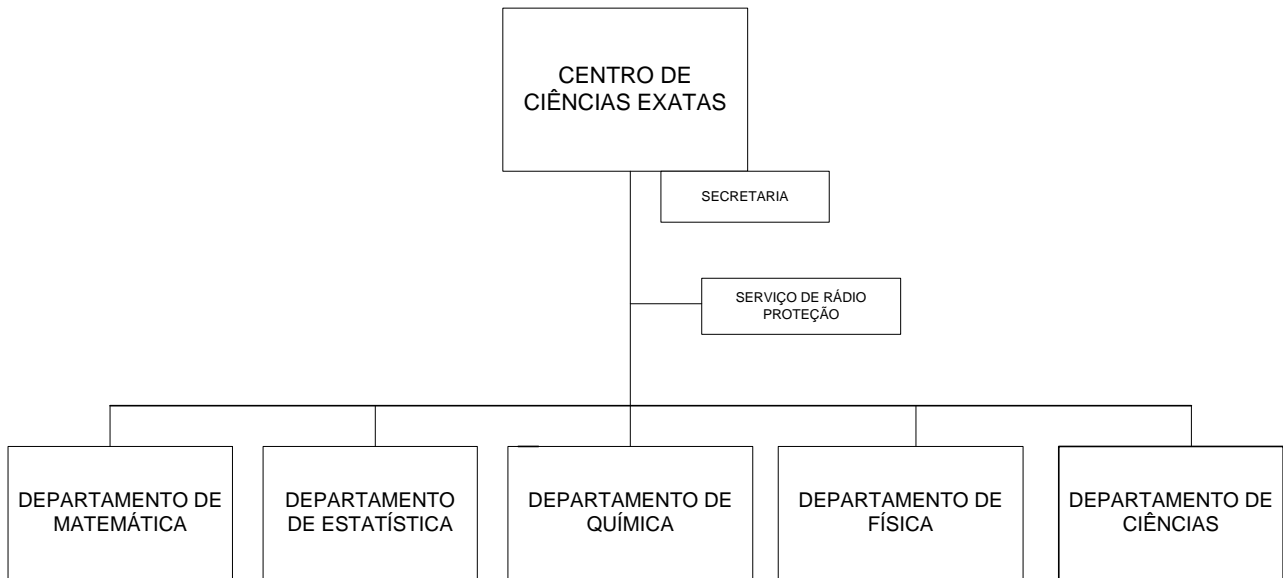 CENTRO DE
CIÊNCIAS EXATAS
SECRETARIA
SERVIÇO DE RÁDIO
PROTEÇÃO
DEPARTAMENTO DE
MATEMÁTICA
DEPARTAMENTO
DE ESTATÍSTICA
DEPARTAMENTO DE
QUÍMICA
DEPARTAMENTO DE
FÍSICA
DEPARTAMENTO DE
CIÊNCIAS